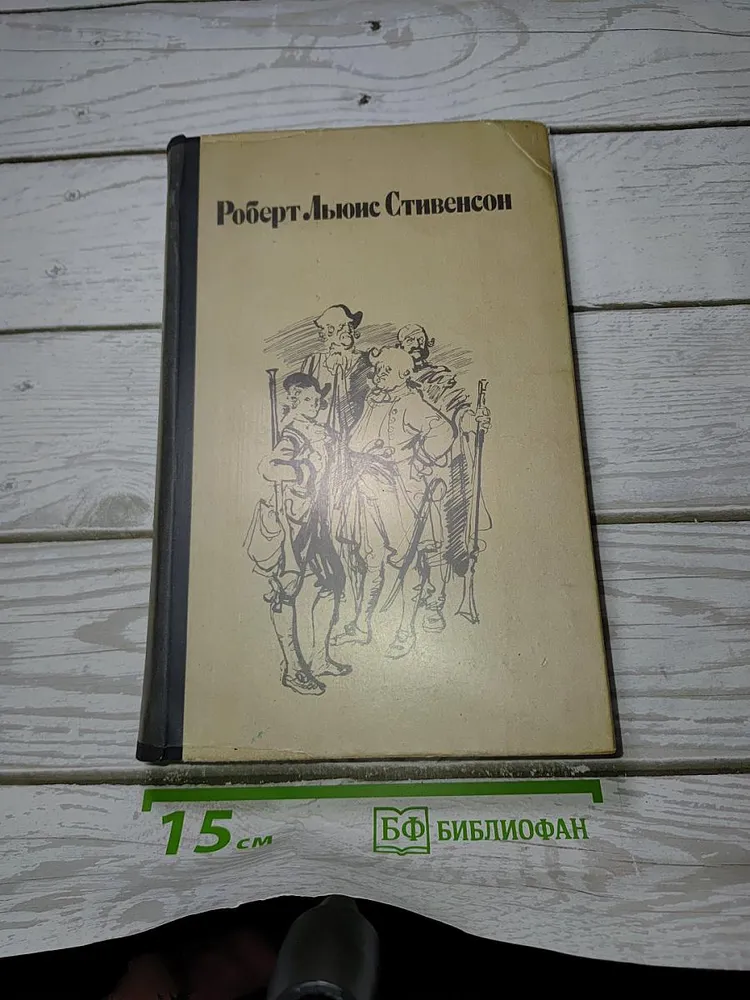 Роберт Льюис Стивенсон
15 см
БФ БИБЛИОФАН